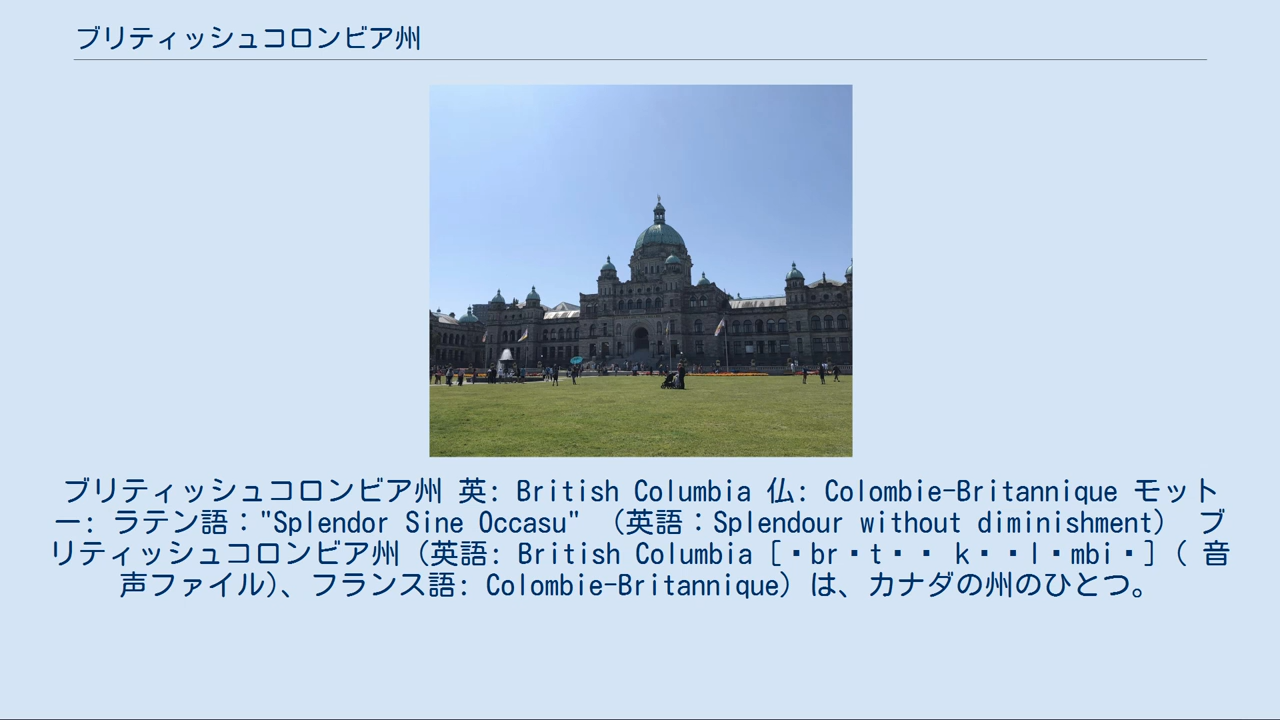 ブリティッシュコロンビア州
ブリティッシュコロンビア州 英: British Columbia 仏: Colombie-Britannique モット
ー: ラテン語："Splendor Sine Occasu" （英語：Splendour without diminishment） ブ
リティッシュコロンビア州（英語: British Columbia [・br・t・・ k・・l・mbi・]（ 音
声ファイル)、フランス語: Colombie-Britannique）は、カナダの州のひとつ。